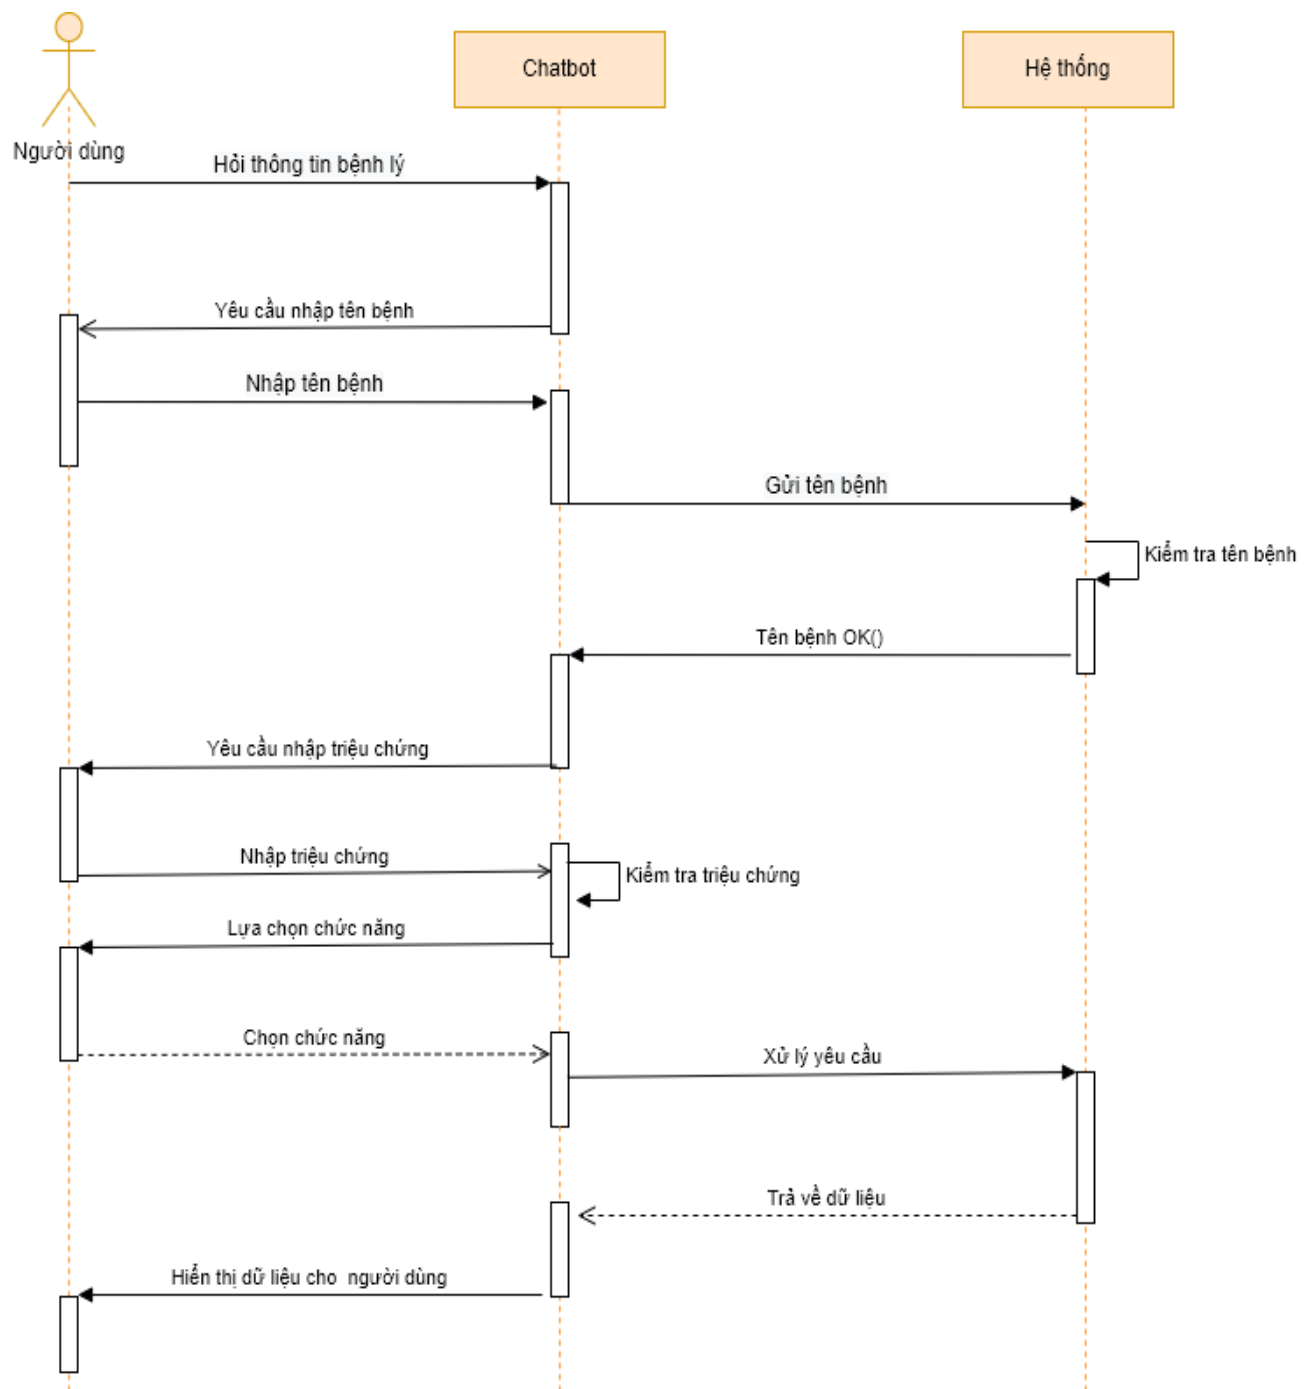 Chatbot
Hệ thống
Người dùng
Hỏi thông tin bệnh lý
Yêu cầu nhập tên bệnh
Nhập tên bệnh
Gửi tên bệnh
Kiểm tra tên bệnh
Tên bệnh OK()
Yêu cầu nhập triệu chứng
Nhập triệu chứng
Kiểm tra triệu chứng
Lựa chọn chức năng
Chọn chức năng
Xử lý yêu cầu
Trả về dữ liệu
Hiển thị dữ liệu cho người dùng